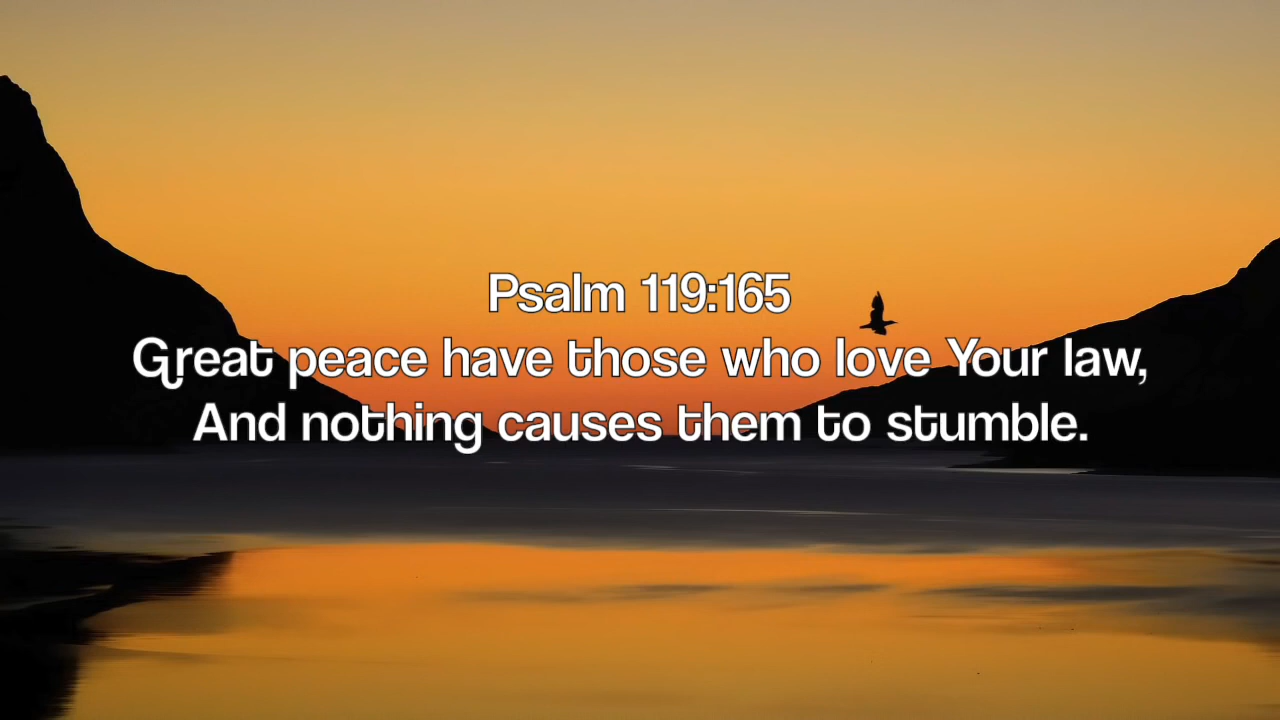 Psalm 119:165
Great peace have those who love Your law,
And nothing causes them to stumble.